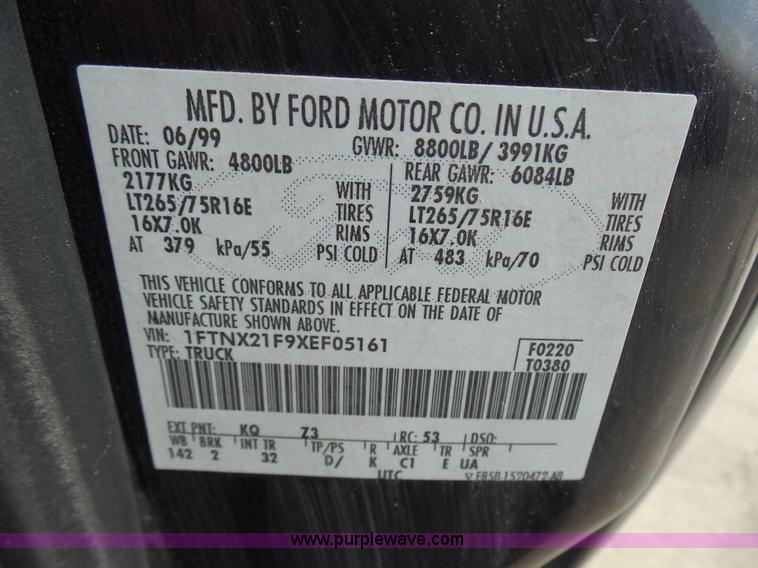 MFD. BY FORD MOTOR CO. IN U.S.A.
DATE: 06/99 GVWR: 8800LB/ 3991KG
FRONT GAWR: 4800LB REAR GAWR: 6084LB
2177KG WITH 2759KG WITH
LT265/75R16E TIRES LT265/75R16E TIRES
16X7.0K RIMS 16X7.0K RIMS
AT 379 kPa/55 PSI COLD AT 483 kPa/70 PSI COLD
THIS VEHICLE CONFORMS TO ALL APPLICABLE FEDERAL MOTOR
VEHICLE SAFETY STANDARDS IN EFFECT ON THE DATE OF
MANUFACTURE SHOWN ABOVE.
VIN: 1FTNX21F9XEF05161 F0220
TYPE: TRUCK T0380
EXT PNT: KQ Z3 RC: 53 DSO:
WB BRK INT TR TP/PS R AXLE TR SPR
142 2 32 D/ K C1 E UA
UTC F85B 1520472 AB
www.purplewave.com